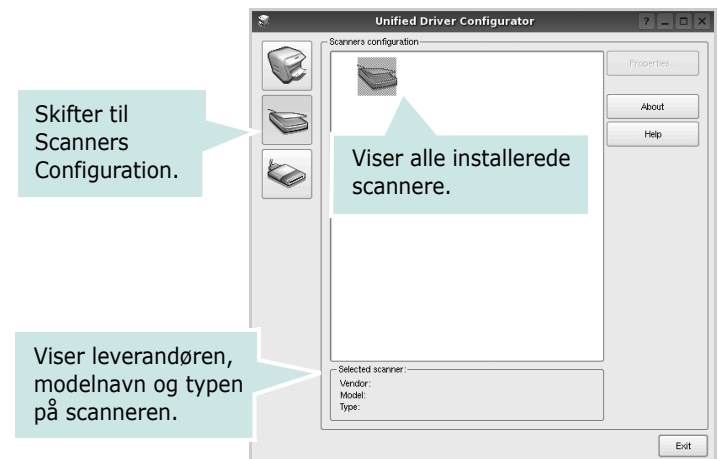 Unified Driver Configurator
Scanners configuration
Properties...
About
Help
Skifter til
Scanners
Configuration.
Viser alle installerede
scannere.
Viser leverandøren,
modelnavn og typen
på scanneren.
Selected scanner:
Vendor:
Model:
Type:
Exit